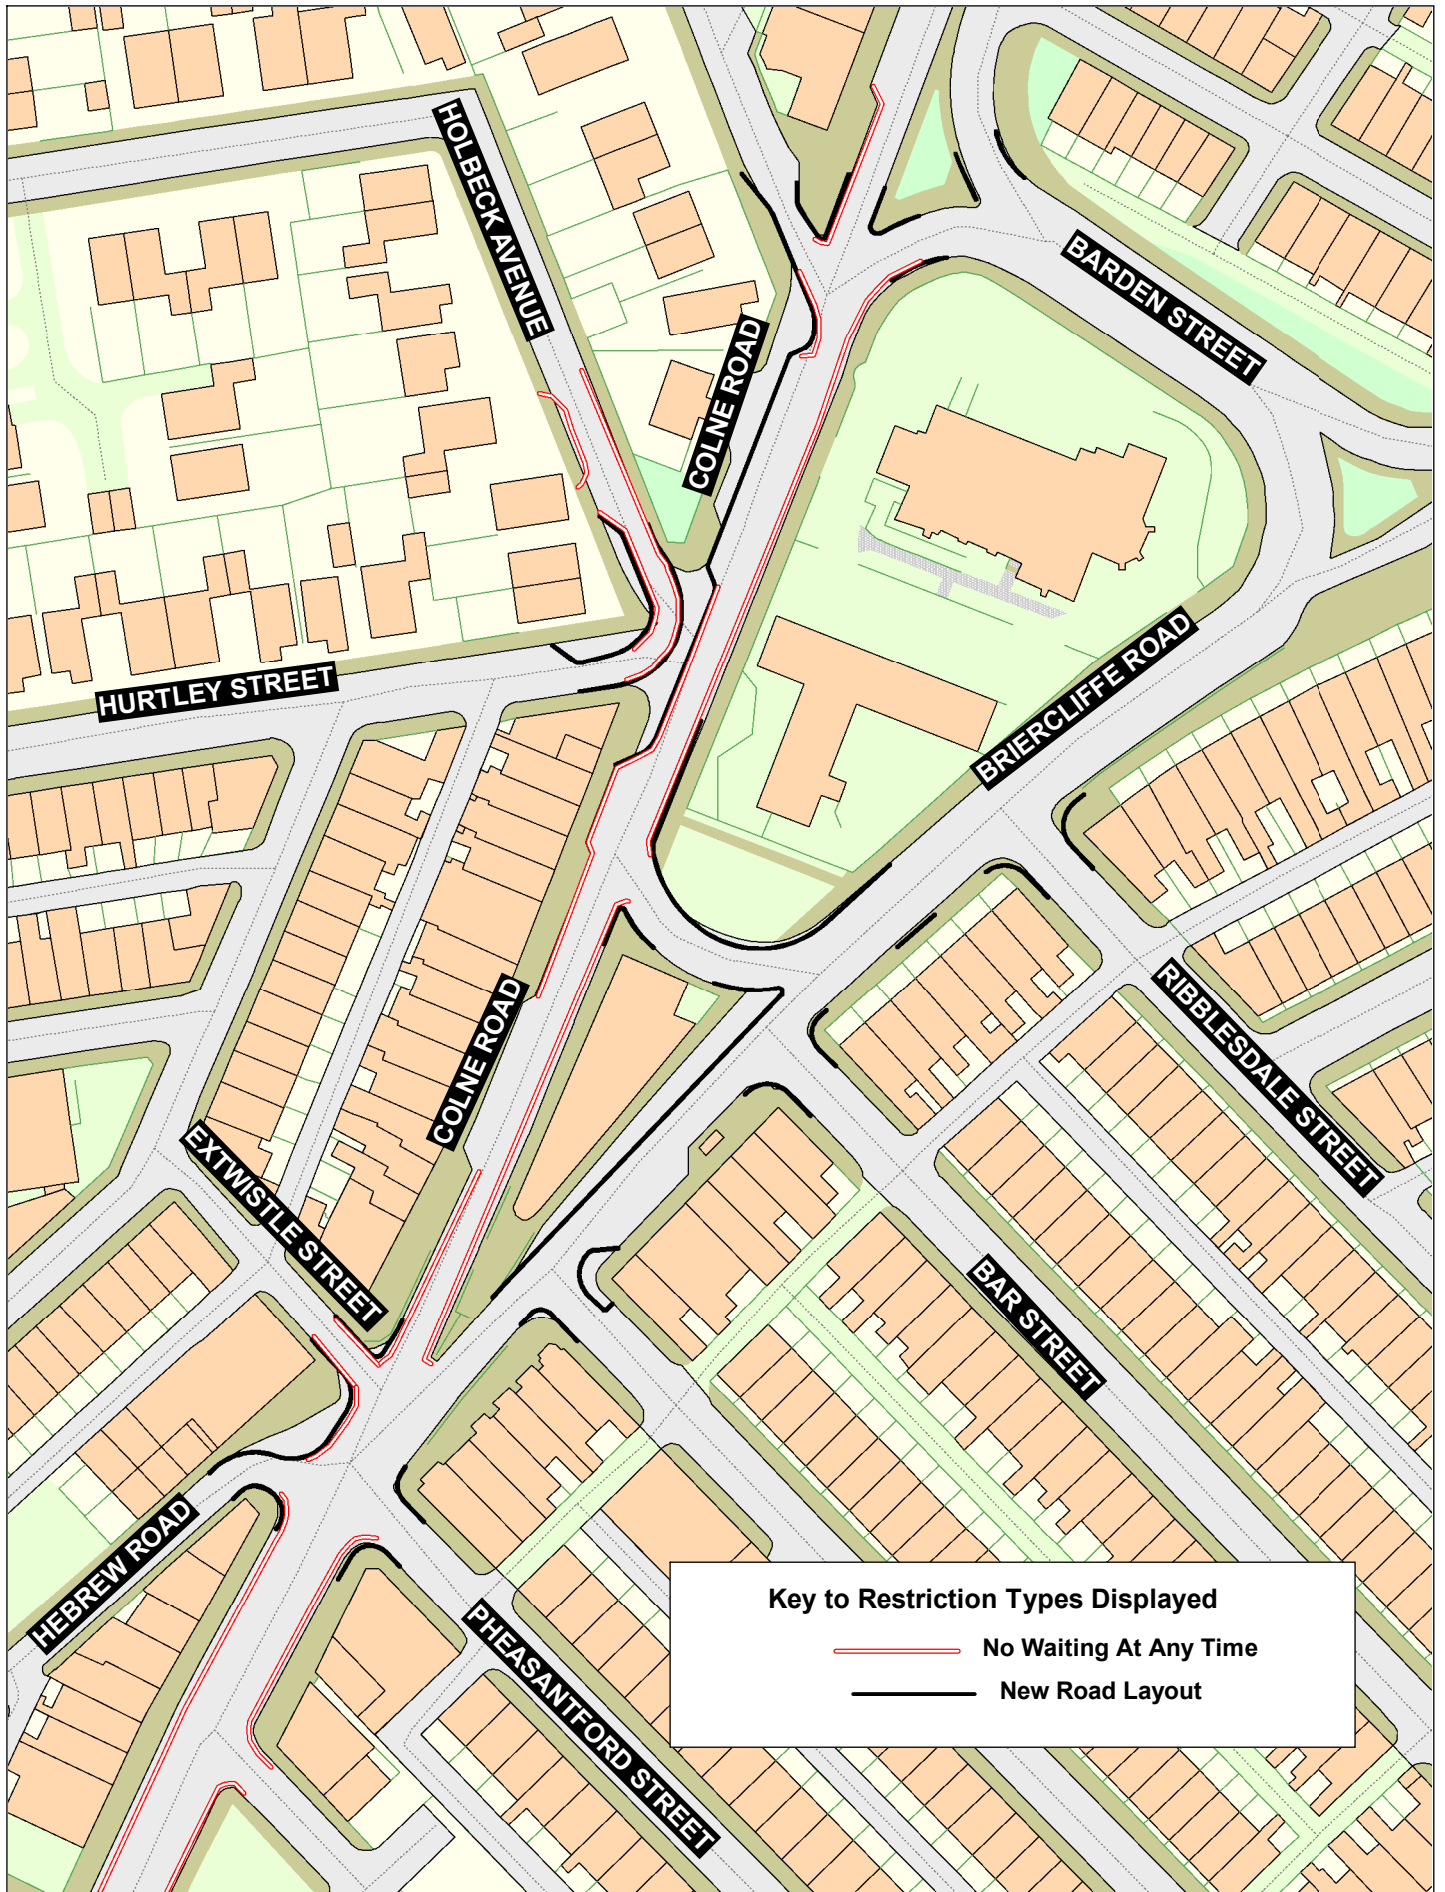 HOLBECK AVENUE
BARDEN STREET
COLNE ROAD
HURTLEY STREET
BRIERCLIFFE ROAD
COLNE ROAD
RIBBLESDALE STREET
EXTWISTLE STREET
BAR STREET
HEBREW ROAD
PHEASANTFORD STREET
Key to Restriction Types Displayed
No Waiting At Any Time
New Road Layout